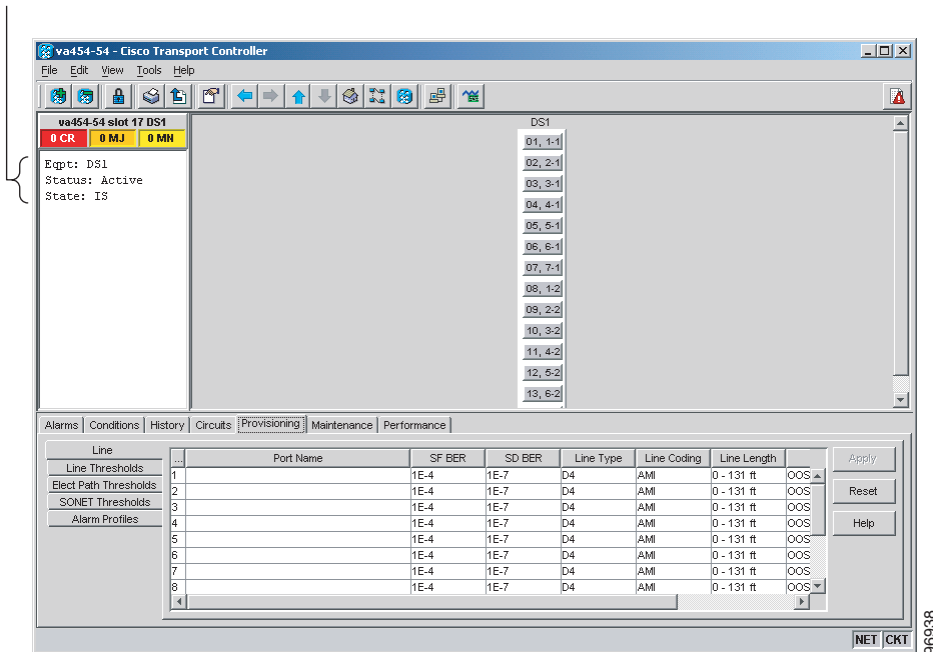 va454-54 - Cisco Transport Controller
File Edit View Tools Help
va454-54 slot 17 DS1
0 CR 0 MJ 0 MN
Eqpt: DS1
Status: Active
State: IS
DS1
01, 1-1
02, 2-1
03, 3-1
04, 4-1
05, 5-1
06, 6-1
07, 7-1
08, 1-2
09, 2-2
10, 3-2
11, 4-2
12, 5-2
13, 6-2
Alarms Conditions History Circuits Provisioning Maintenance Performance
Line
Line Thresholds
Elect Path Thresholds
SONET Thresholds
Alarm Profiles
... Port Name SF BER SD BER Line Type Line Coding Line Length
1 1E-4 1E-7 D4 AMI 0 - 131 ft OOS
2 1E-4 1E-7 D4 AMI 0 - 131 ft OOS
3 1E-4 1E-7 D4 AMI 0 - 131 ft OOS
4 1E-4 1E-7 D4 AMI 0 - 131 ft OOS
5 1E-4 1E-7 D4 AMI 0 - 131 ft OOS
6 1E-4 1E-7 D4 AMI 0 - 131 ft OOS
7 1E-4 1E-7 D4 AMI 0 - 131 ft OOS
8 1E-4 1E-7 D4 AMI 0 - 131 ft OOS
Apply
Reset
Help
NET CKT
96938